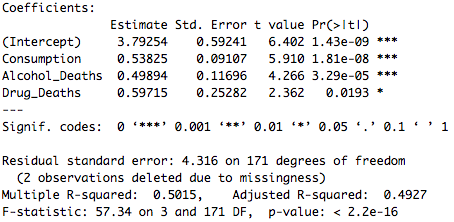 Coefficients:
Estimate Std. Error t value Pr(>|t|)
(Intercept) 3.79254 0.59241 6.402 1.43e-09 ***
Consumption 0.53825 0.09107 5.910 1.81e-08 ***
Alcohol_Deaths 0.49894 0.11696 4.266 3.29e-05 ***
Drug_Deaths 0.59715 0.25282 2.362 0.0193 *
---
Signif. codes: 0 ‘***’ 0.001 ‘**’ 0.01 ‘*’ 0.05 ‘.’ 0.1 ‘ ’ 1
Residual standard error: 4.316 on 171 degrees of freedom
(2 observations deleted due to missingness)
Multiple R-squared: 0.5015, Adjusted R-squared: 0.4927
F-statistic: 57.34 on 3 and 171 DF, p-value: < 2.2e-16